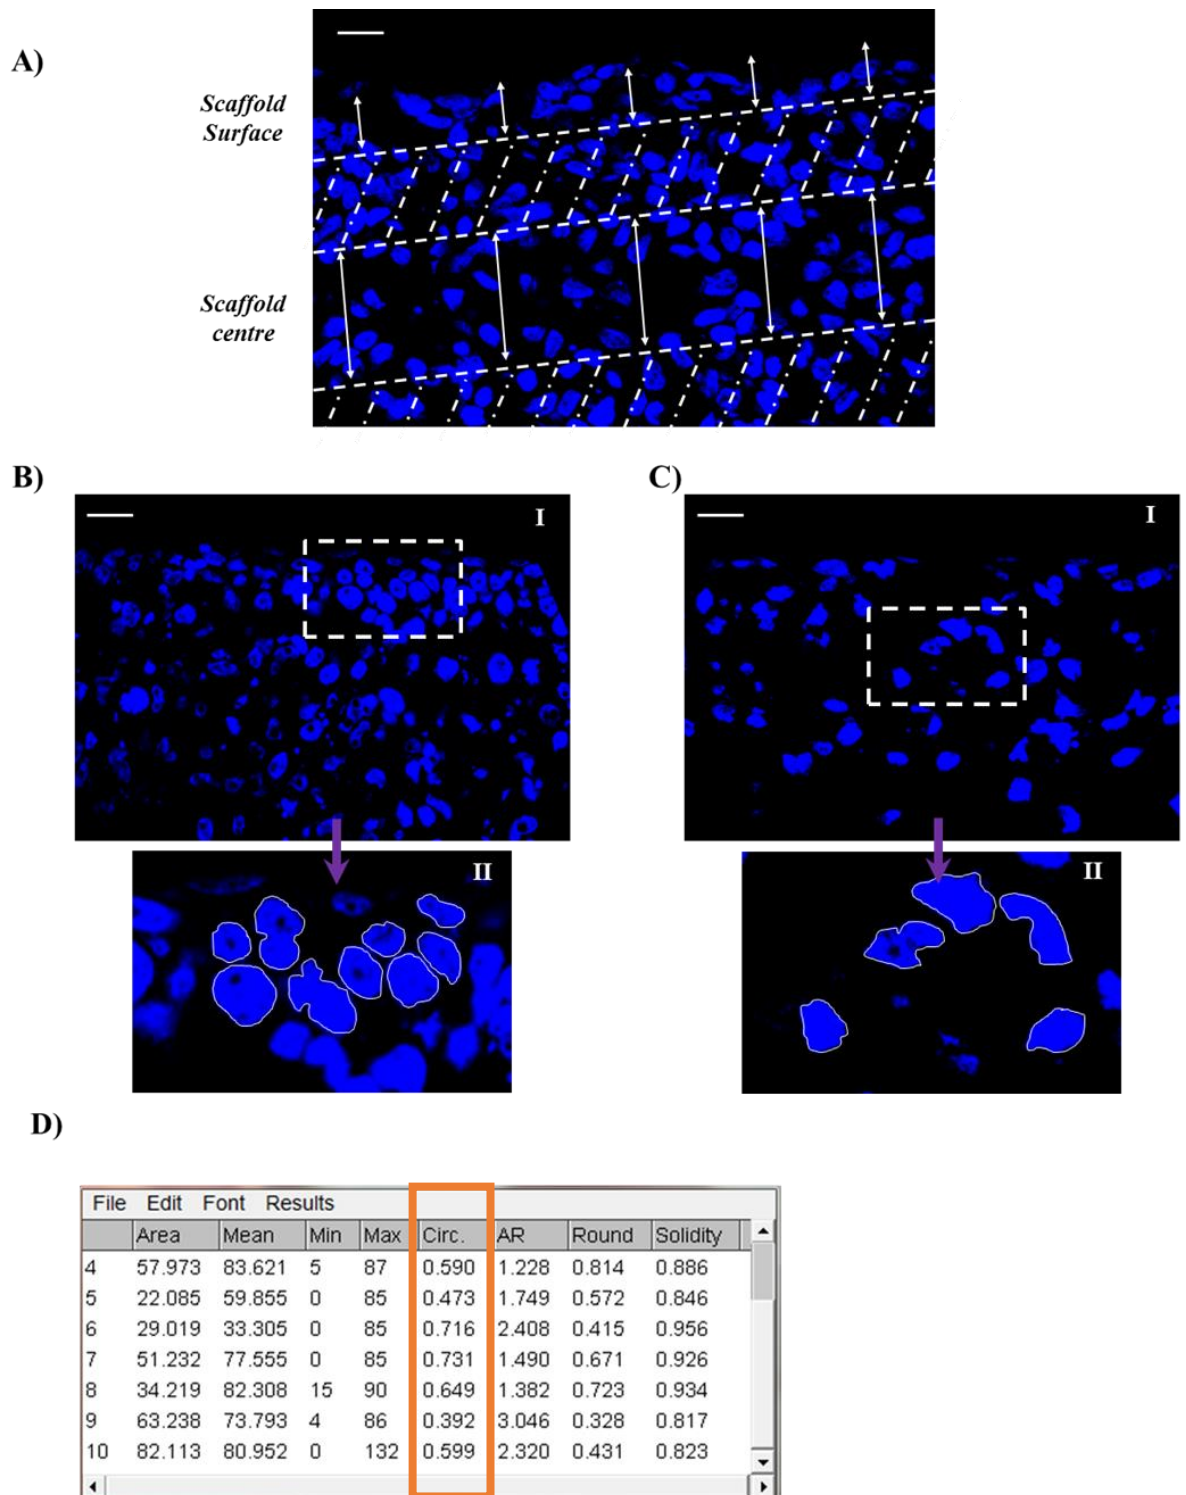 A)
Scaffold
Surface
Scaffold
centre
B)
I
II
C)
I
II
D)
File Edit Font Results
Area Mean Min Max Circ. AR Round Solidity
4 57.973 83.621 5 87 0.590 1.228 0.814 0.886
5 22.085 59.855 0 85 0.473 1.749 0.572 0.846
6 29.019 33.305 0 85 0.716 2.408 0.415 0.956
7 51.232 77.555 0 85 0.731 1.490 0.671 0.926
8 34.219 82.308 15 90 0.649 1.382 0.723 0.934
9 63.238 73.793 4 86 0.392 3.046 0.328 0.817
10 82.113 80.952 0 132 0.599 2.320 0.431 0.823